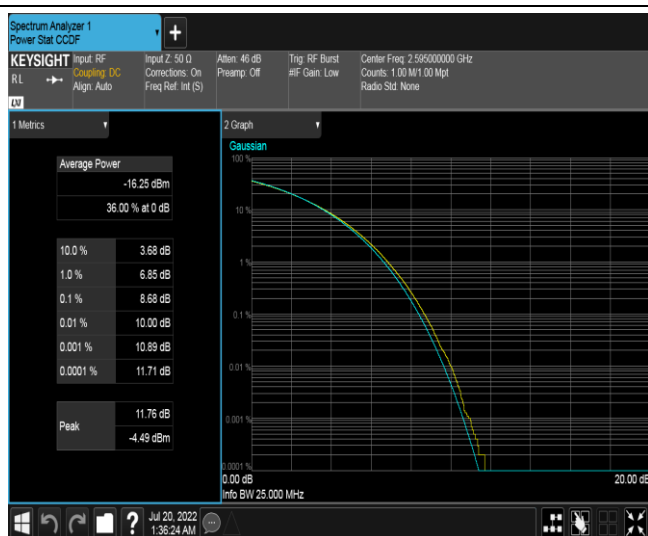 Spectrum Analyzer 1
Power Stat CCDF
+
KEYSIGHT Input: RF Input Z: 50 Ω Atten: 46 dB Trig: RF Burst Center Freq: 2.595000000 GHz
RL Coupling: DC Corrections: On Preamp: Off #IF Gain: Low Counts: 1.00 M/1.00 Mpt
Align: Auto Freq Ref: Int (S) Radio Std: None
LXI
1 Metrics 2 Graph
Gaussian
Average Power
-16.25 dBm
36.00 % at 0 dB
10.0 % 3.68 dB
1.0 % 6.85 dB
0.1 % 8.68 dB
0.01 % 10.00 dB
0.001 % 10.89 dB
0.0001 % 11.71 dB
Peak 11.76 dB
-4.49 dBm
100 %
10 %
1 %
0.1 %
0.01 %
0.001 %
0.0001 %
0.00 dB 20.00 dB
Info BW 25.000 MHz
? Jul 20, 2022
1:36:24 AM